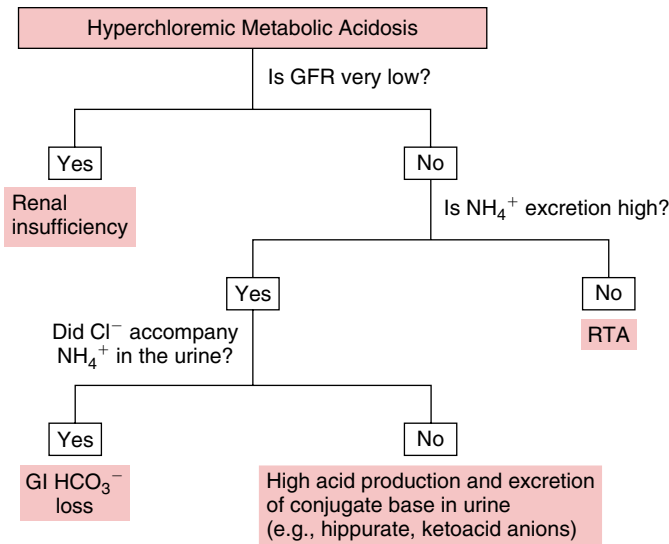 Hyperchloremic Metabolic Acidosis
Is GFR very low?
Yes
No
Renal
insufficiency
Is NH₄⁺ excretion high?
Yes
No
RTA
Did Cl⁻ accompany
NH₄⁺ in the urine?
Yes
No
GI HCO₃⁻
loss
High acid production and excretion
of conjugate base in urine
(e.g., hippurate, ketoacid anions)